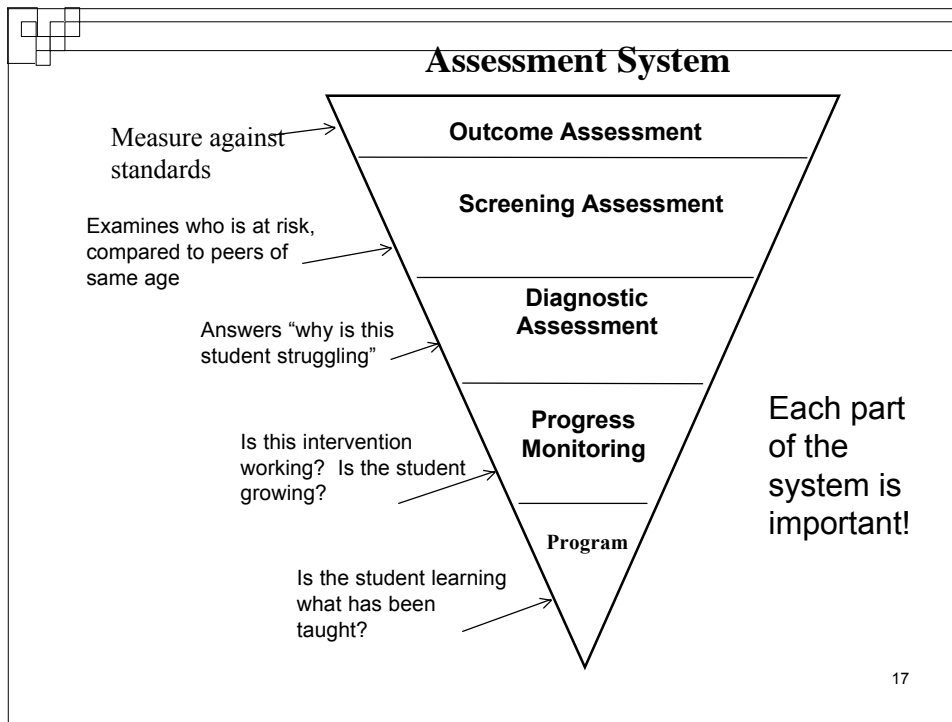 Assessment System
Measure against
standards
Outcome Assessment
Examines who is at risk,
compared to peers of
same age
Screening Assessment
Answers “why is this
student struggling”
Diagnostic
Assessment
Is this intervention
working?  Is the student
growing?
Progress
Monitoring
Is the student learning
what has been
taught?
Program
Each part
of the
system is
important!
17